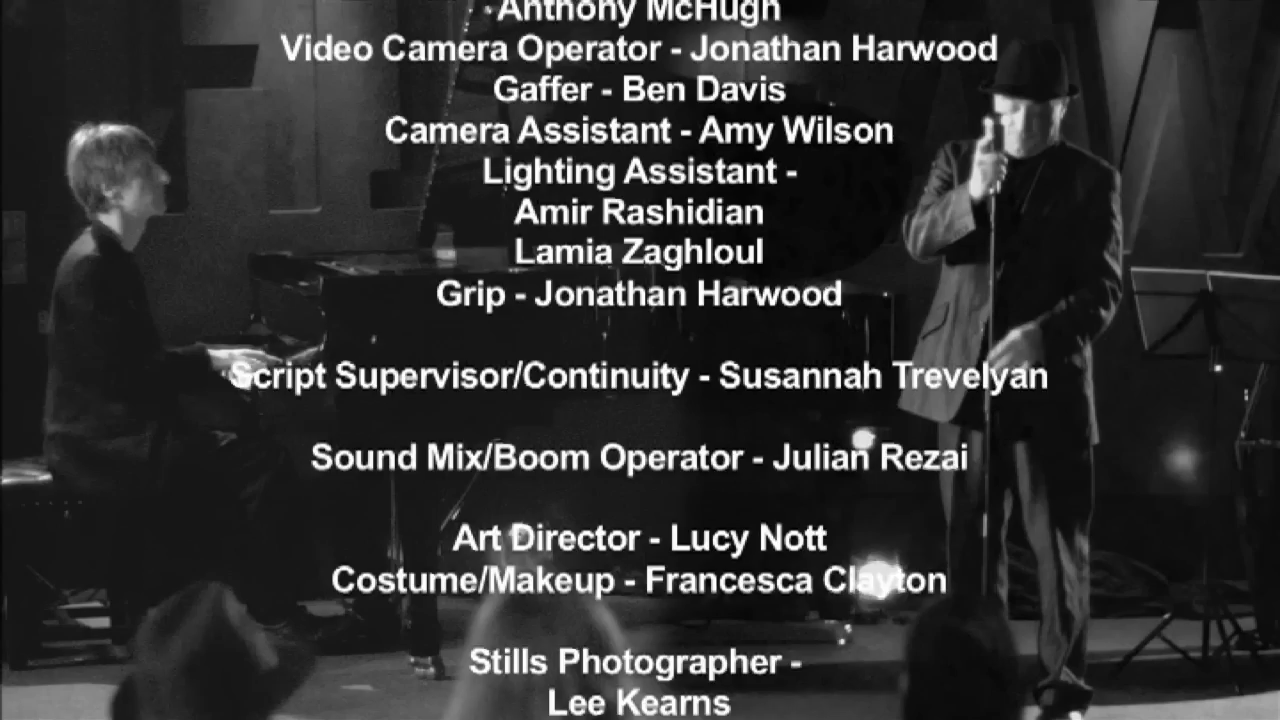 Anthony McHugh
Video Camera Operator - Jonathan Harwood
Gaffer - Ben Davis
Camera Assistant - Amy Wilson
Lighting Assistant -
Amir Rashidian
Lamia Zaghloul
Grip - Jonathan Harwood
Script Supervisor/Continuity - Susannah Trevelyan
Sound Mix/Boom Operator - Julian Rezai
Art Director - Lucy Nott
Costume/Makeup - Francesca Clayton
Stills Photographer -
Lee Kearns